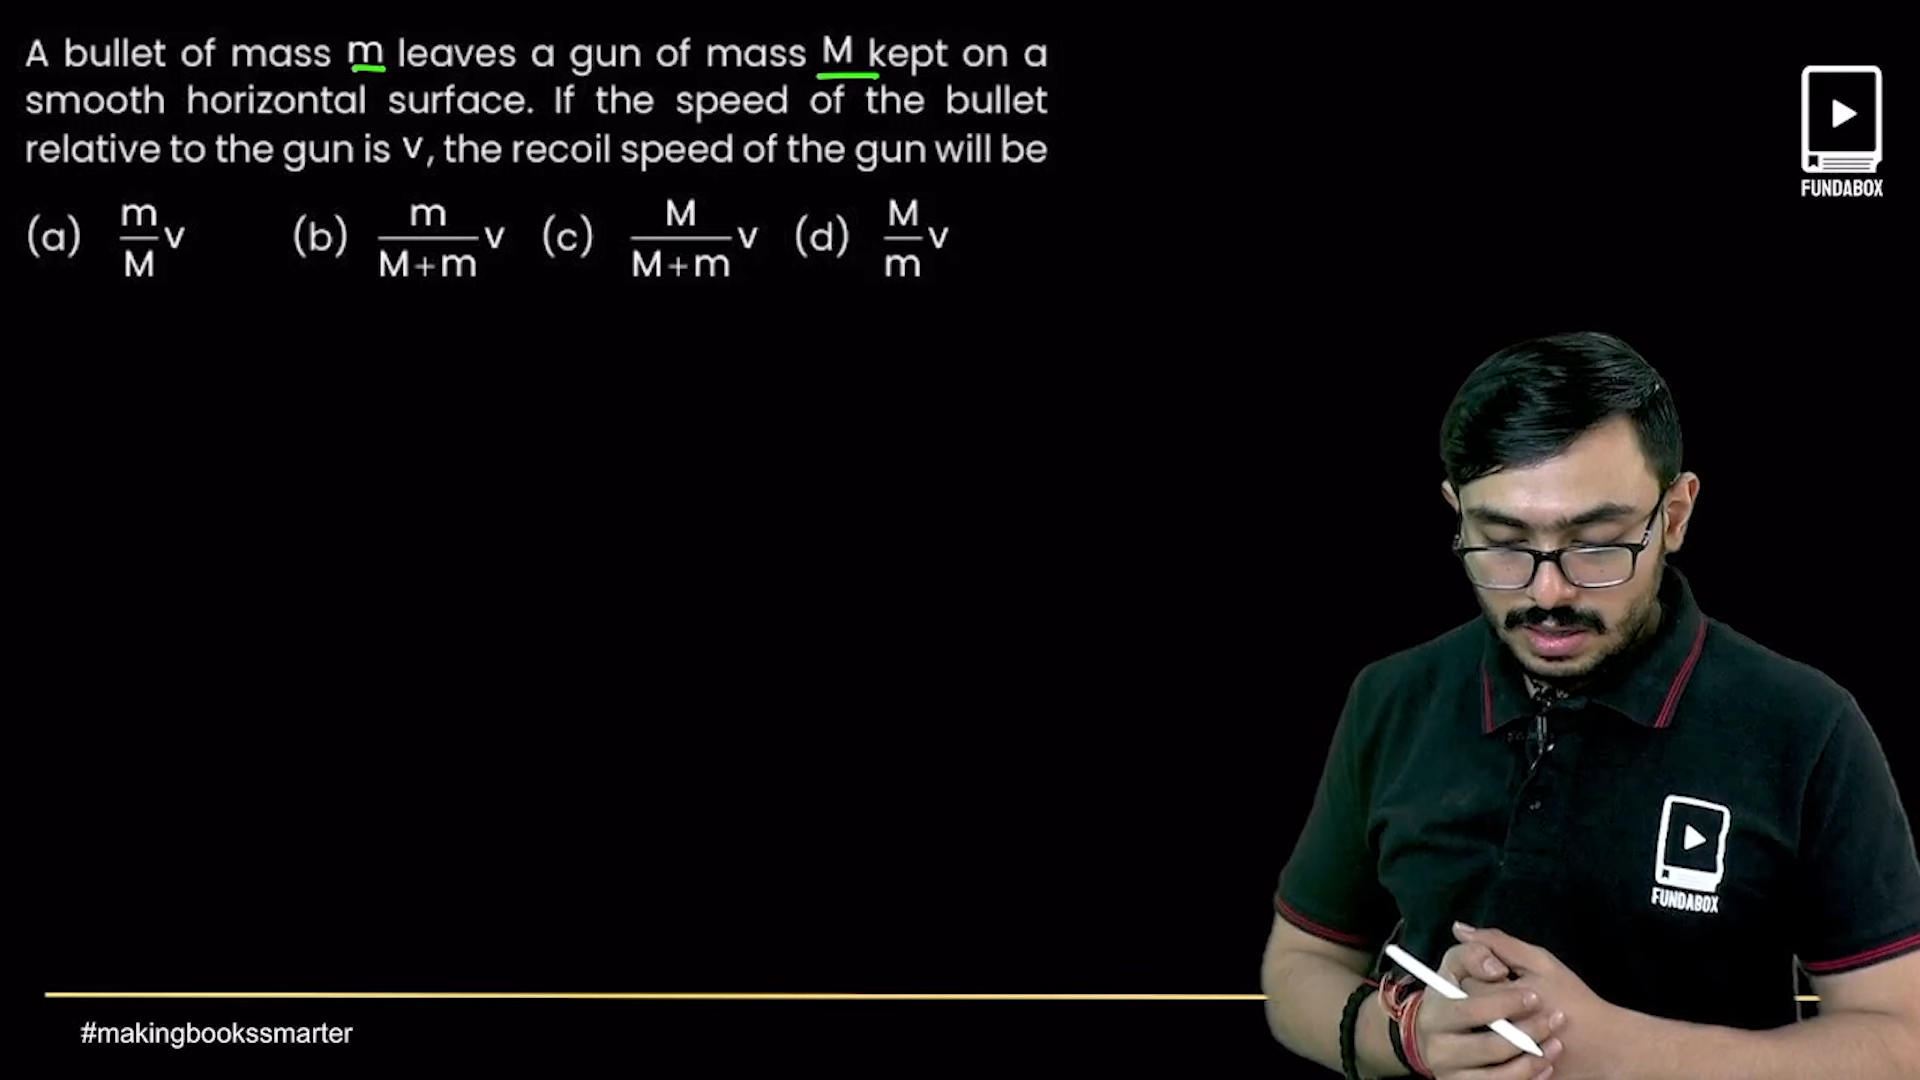 A bullet of mass m leaves a gun of mass M kept on a
smooth horizontal surface. If the speed of the bullet
relative to the gun is v, the recoil speed of the gun will be
(a) m/M v (b) m/M+m v (c) M/M+m v (d) M/m v
FUNDABOX
FUNDABOX
#makingbookssmarter